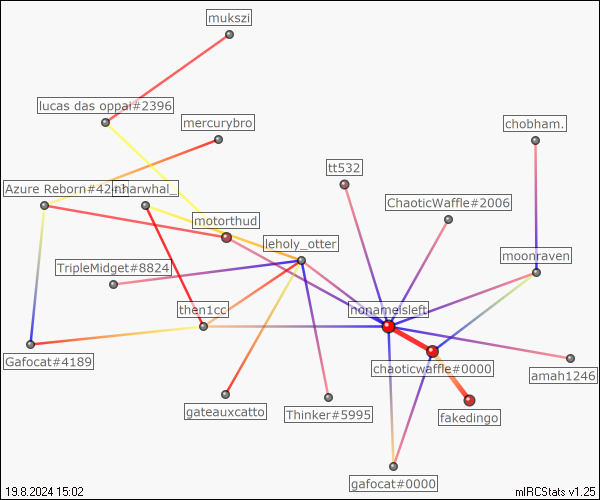 mukszi
lucas das oppai#2396
mercurybro
chobham.
tt532
Azure Reborn#4243
narwhal_
ChaoticWaffle#2006
motorthud
leholy_otter
moonraven
TripleMidget#8824
then1cc
nonameisleft
Gafocat#4189
chaoticwaffle#0000
amah1246
gateauxcatto
Thinker#5995
fakedingo
gafocat#0000
19.8.2024 15:02
mIRCStats v1.25